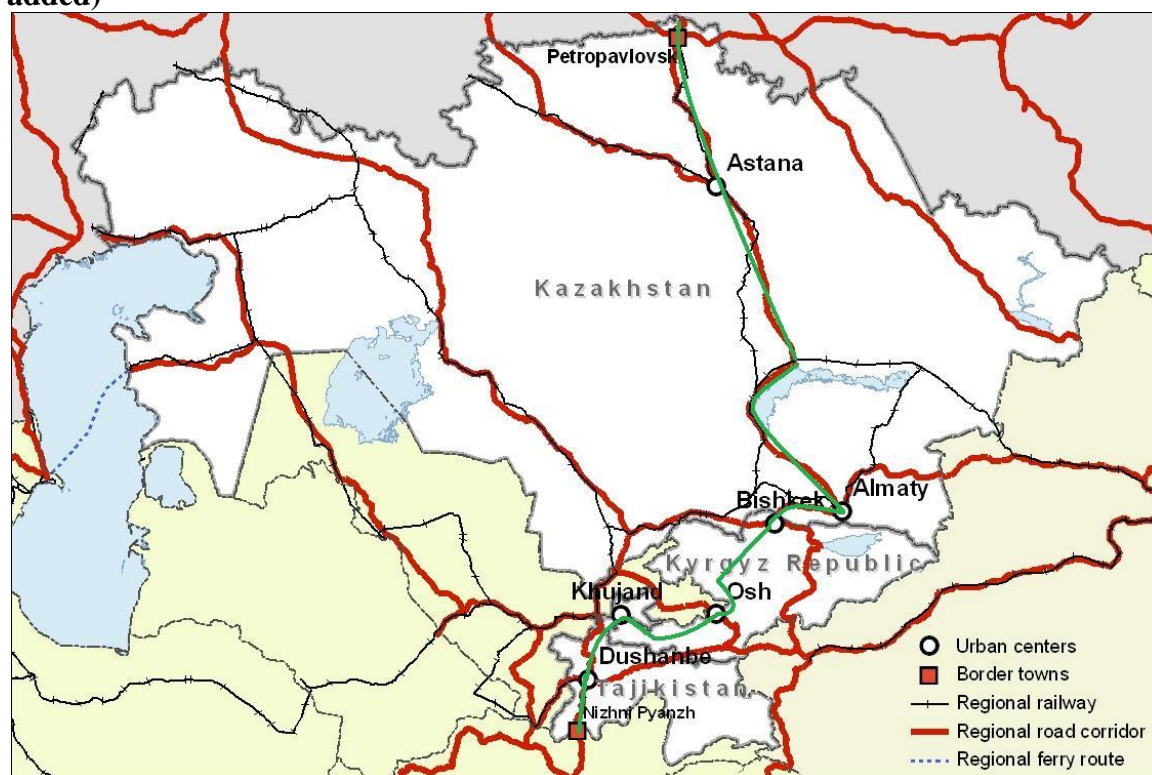 added)
Petropavlovsk
Astana
Kazakhstan
Bishkek
Almaty
Kyrgyz Republic
Khujand
Osh
Dushanbe
Tajikistan
Nizhni Pyanzh
Urban centers
Border towns
Regional railway
Regional road corridor
Regional ferry route